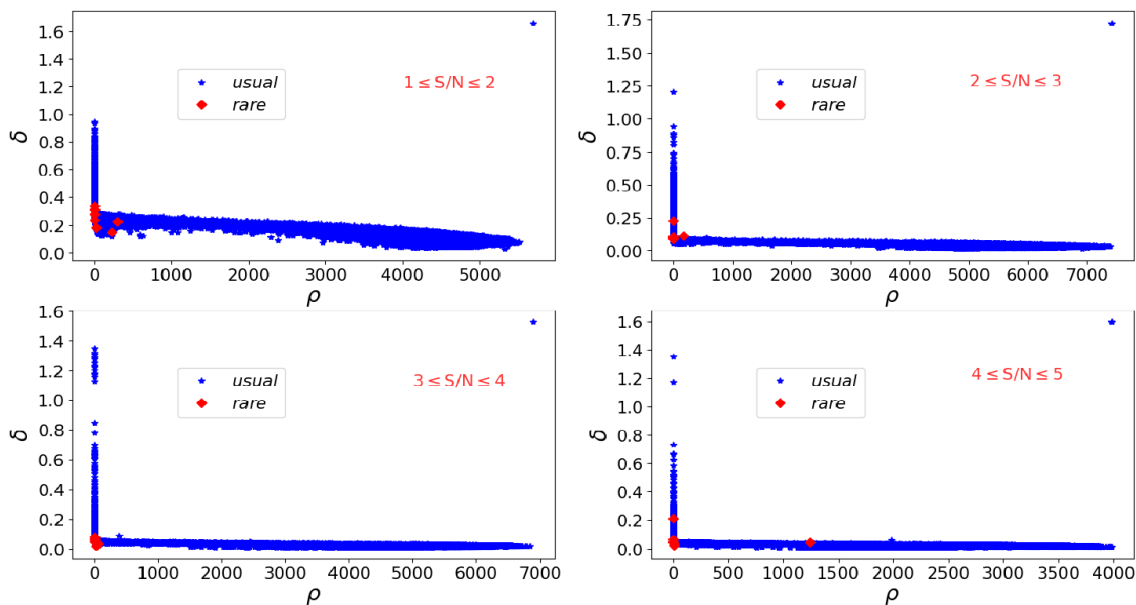 1.6
1.4
1.2
1.0
0.8
0.6
0.4
0.2
0.0
δ
usual
rare
1 ≤ S/N ≤ 2
0 1000 2000 3000 4000 5000
ρ
1.75
1.50
1.25
1.00
0.75
0.50
0.25
0.00
δ
usual
rare
2 ≤ S/N ≤ 3
0 1000 2000 3000 4000 5000 6000 7000
ρ
1.6
1.4
1.2
1.0
0.8
0.6
0.4
0.2
0.0
δ
usual
rare
3 ≤ S/N ≤ 4
0 1000 2000 3000 4000 5000 6000 7000
ρ
1.6
1.4
1.2
1.0
0.8
0.6
0.4
0.2
0.0
δ
usual
rare
4 ≤ S/N ≤ 5
0 500 1000 1500 2000 2500 3000 3500 4000
ρ